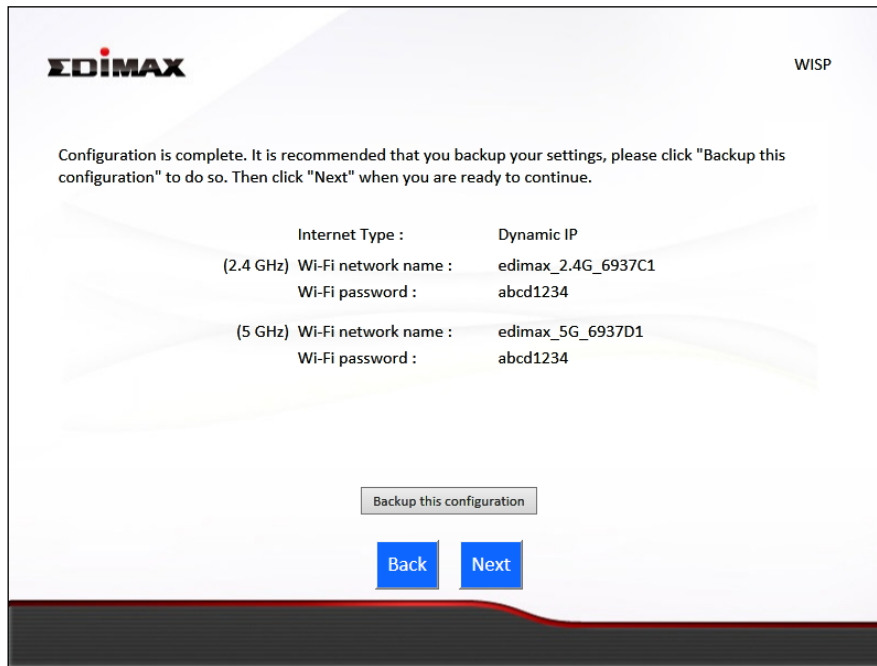 EDIMAX
WISP
Configuration is complete. It is recommended that you backup your settings, please click "Backup this
configuration" to do so. Then click "Next" when you are ready to continue.
Internet Type : Dynamic IP
(2.4 GHz) Wi-Fi network name : edimax_2.4G_6937C1
Wi-Fi password : abcd1234
(5 GHz) Wi-Fi network name : edimax_5G_6937D1
Wi-Fi password : abcd1234
Backup this configuration
Back Next